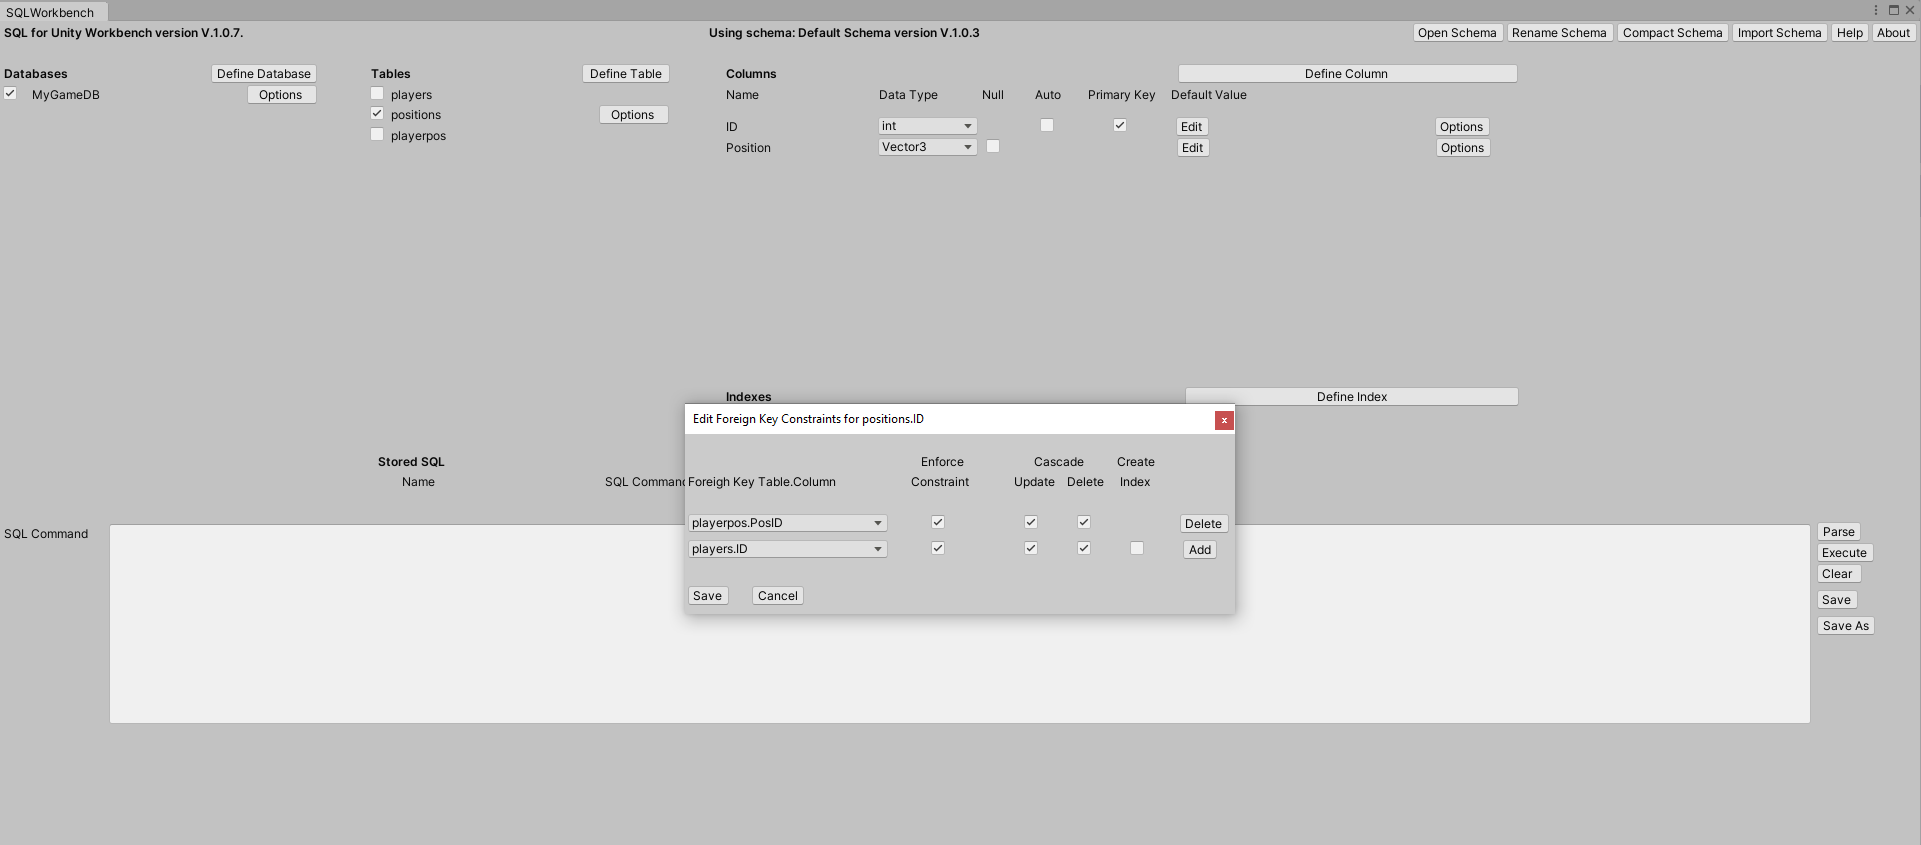 SQLWorkbench
SQL for Unity Workbench version V.1.0.7.
Using schema: Default Schema version V.1.0.3
Open Schema
Rename Schema
Compact Schema
Import Schema
Help
About
Databases
Define Database
Tables
Define Table
Columns
Define Column
MyGameDB
Options
players
positions
Options
playerpos
Name
Data Type
Null
Auto
Primary Key
Default Value
ID
int
Edit
Options
Position
Vector3
Edit
Options
Indexes
Define Index
Edit Foreign Key Constraints for positions.ID
x
Stored SQL
Name
SQL Comman
Enforce
Constraint
Cascade
Update
Delete
Create
Index
Foreigh Key Table.Column
playerpos.PosID
Delete
players.ID
Add
Save
Cancel
SQL Command
Parse
Execute
Clear
Save
Save As